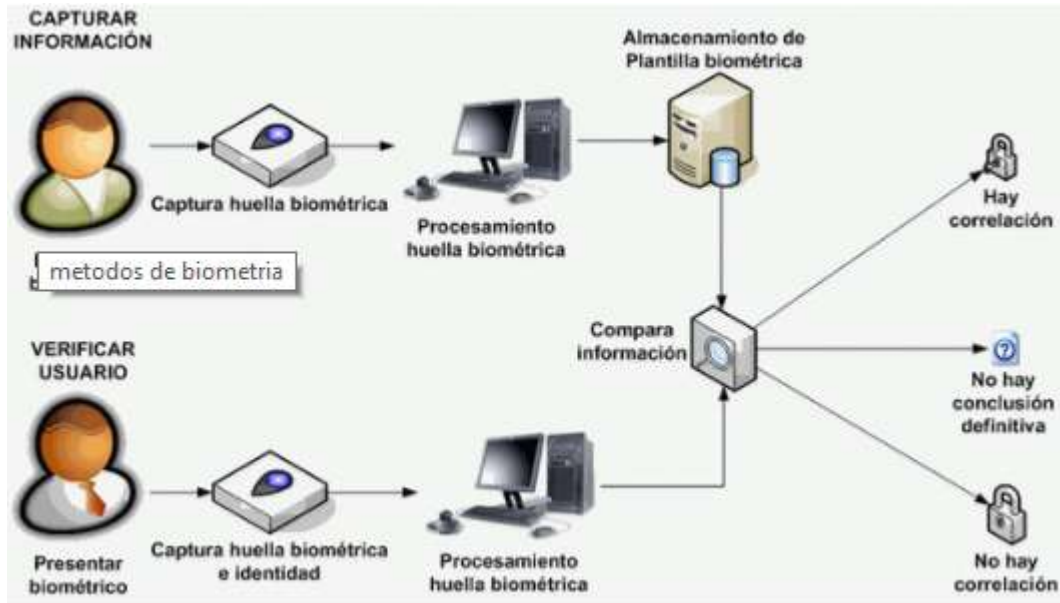 CAPTURAR
INFORMACIÓN
Almacenamiento de
Plantilla biométrica
Captura huella biométrica
Procesamiento
huella biométrica
Hay
correlación
metodos de biometria
Compara
información
No hay
conclusión
definitiva
VERIFICAR
USUARIO
Presentar
biométrico
Captura huella biométrica
e identidad
Procesamiento
huella biométrica
No hay
correlación